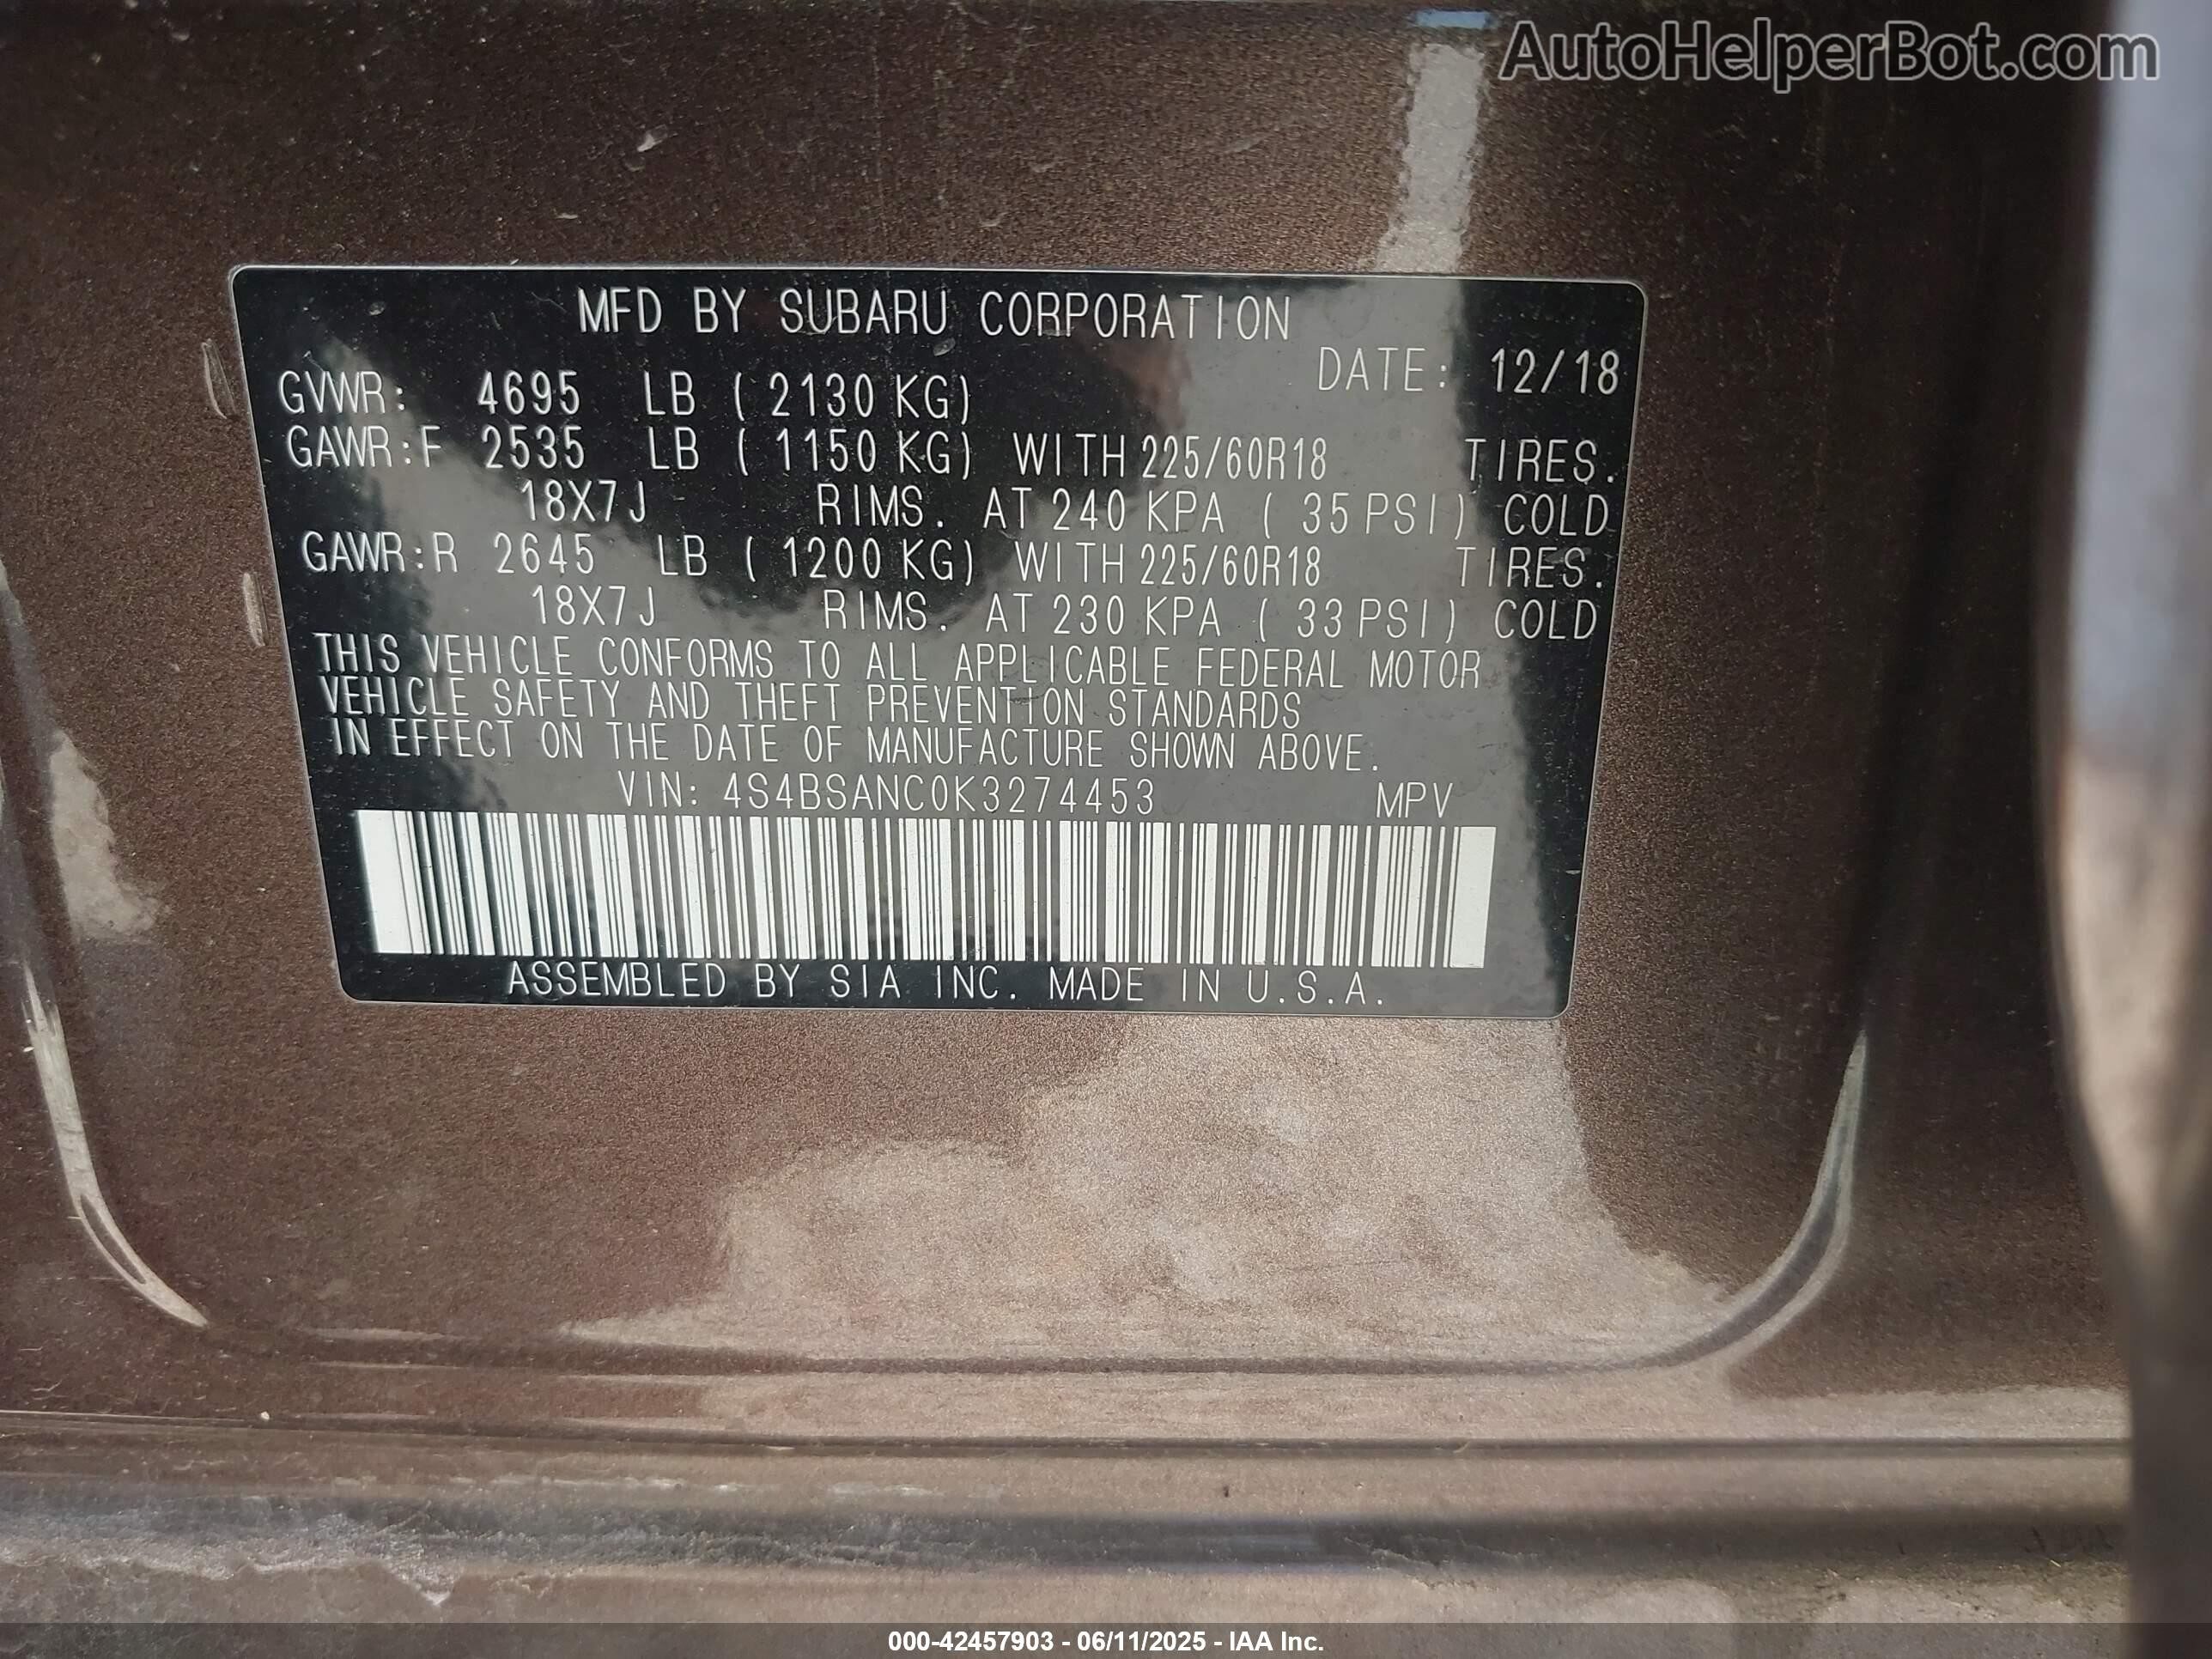 AutoHelperBot.com
MFD BY SUBARU CORPORATION
DATE: 12/18
GVWR: 4695 LB ( 2130 KG)
GAWR:F 2535 LB ( 1150 KG) WITH 225/60R18 TIRES.
18X7J RIMS. AT 240 KPA ( 35 PSI) COLD
GAWR:R 2645 LB ( 1200 KG) WITH 225/60R18 TIRES.
18X7J RIMS. AT 230 KPA ( 33 PSI) COLD
THIS VEHICLE CONFORMS TO ALL APPLICABLE FEDERAL MOTOR
VEHICLE SAFETY AND THEFT PREVENTION STANDARDS
IN EFFECT ON THE DATE OF MANUFACTURE SHOWN ABOVE.
VIN: 4S4BSANC0K3274453 MPV
ASSEMBLED BY SIA INC. MADE IN U.S.A.
000-42457903 - 06/11/2025 - IAA Inc.